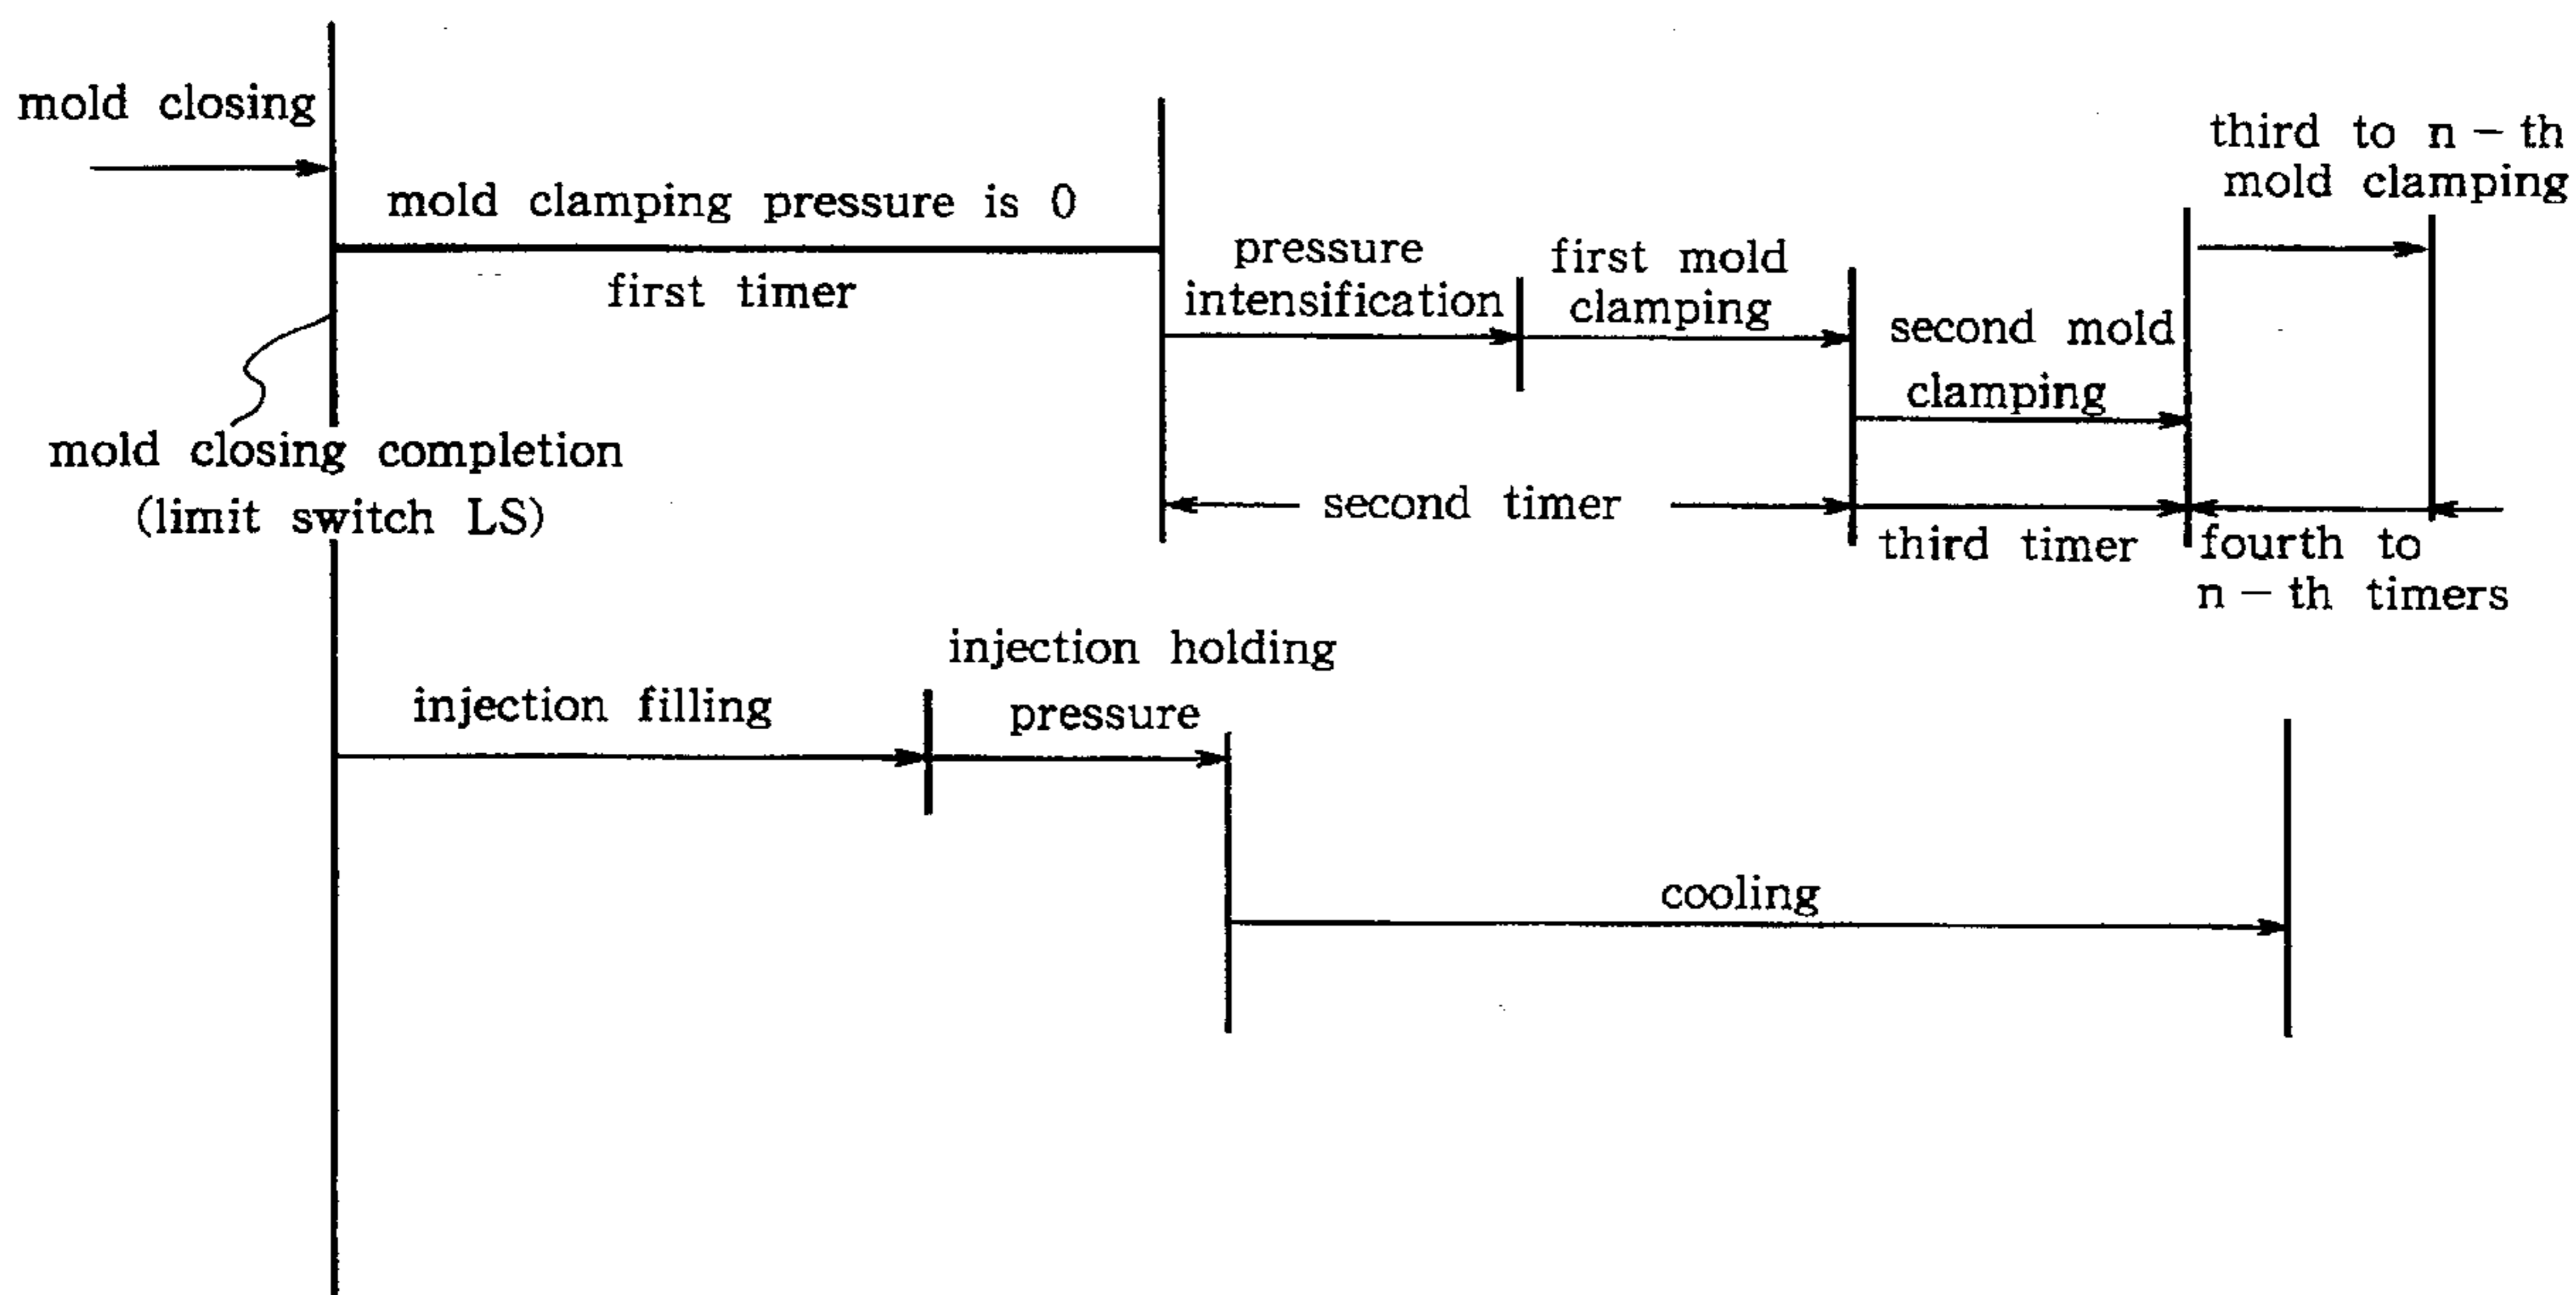 mold closing
mold clamping pressure is 0
first timer
mold closing completion
(limit switch LS)
pressure
intensification
first mold
clamping
second mold
clamping
third to n – th
mold clamping
second timer
third timer
fourth to
n – th timers
injection filling
injection holding
pressure
cooling